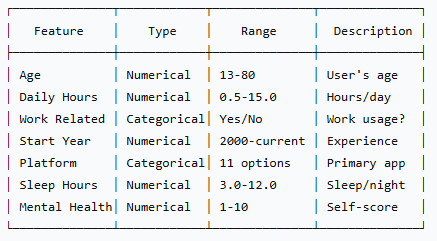 Feature Type Range Description
Age Numerical 13-80 User's age
Daily Hours Numerical 0.5-15.0 Hours/day
Work Related Categorical Yes/No Work usage?
Start Year Numerical 2000-current Experience
Platform Categorical 11 options Primary app
Sleep Hours Numerical 3.0-12.0 Sleep/night
Mental Health Numerical 1-10 Self-score